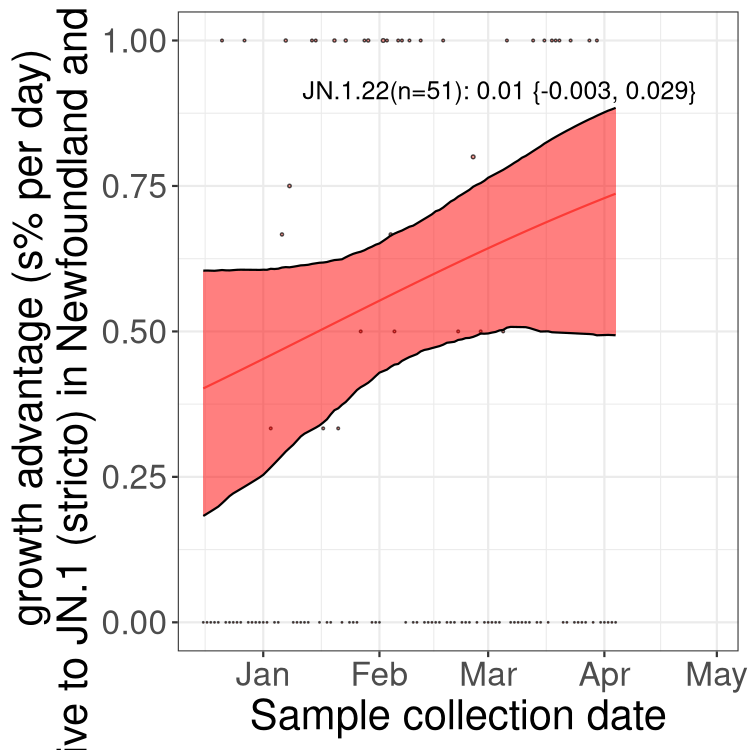 growth advantage (s% per day)
to JN.1 (stricto) in Newfoundland and
1.00
0.75
0.50
0.25
0.00
JN.1.22(n=51): 0.01 {-0.003, 0.029}
Jan Feb Mar Apr May
Sample collection date